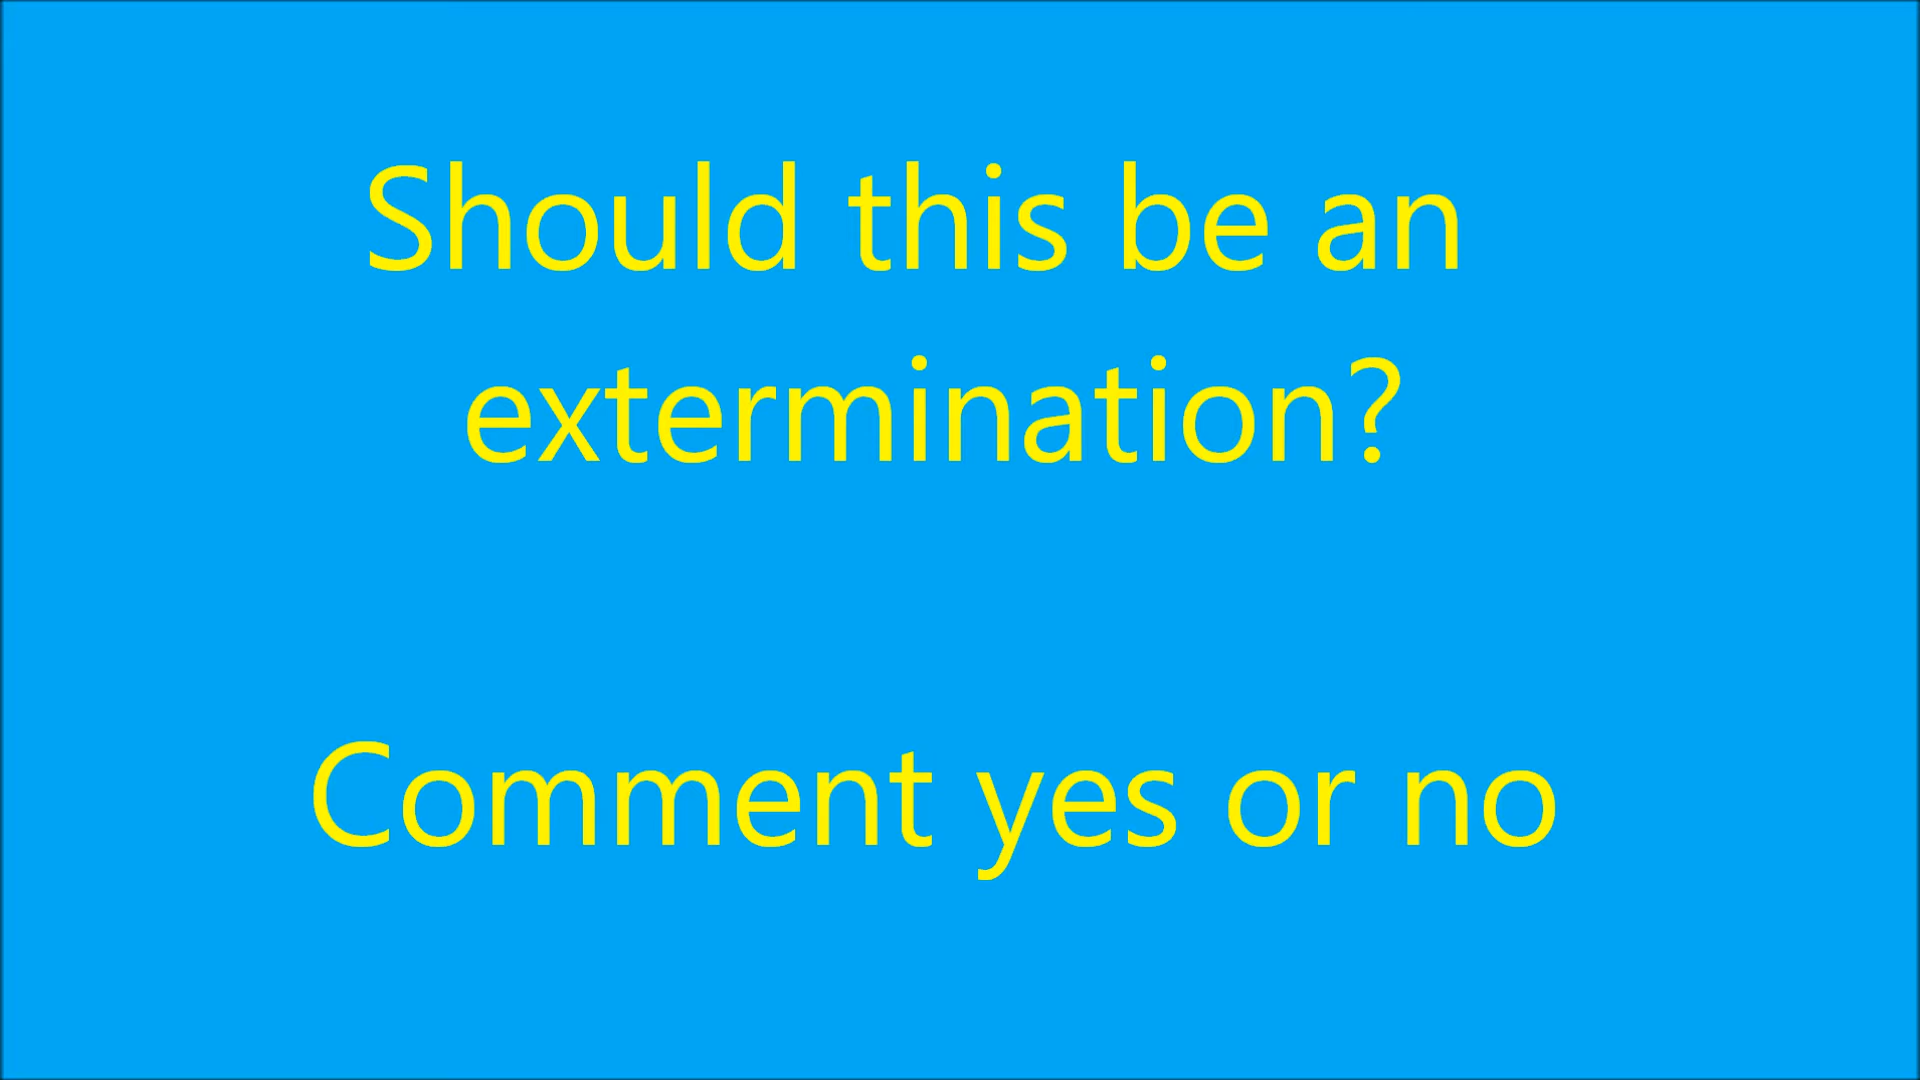 Should this be an
extermination?
Comment yes or no